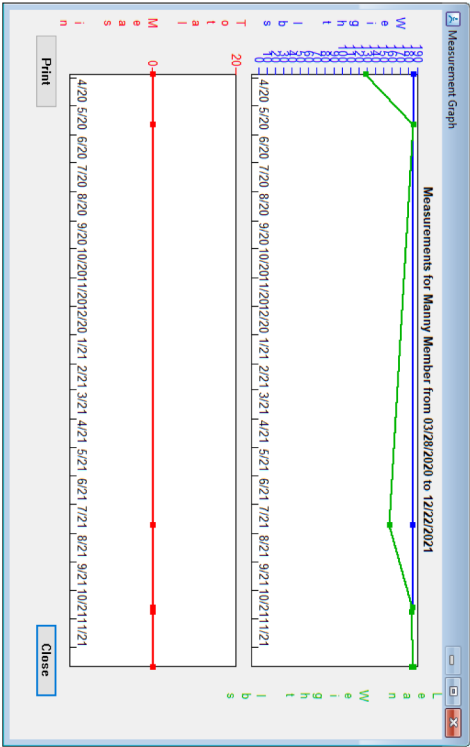 Measurement Graph
Measurements for Manny Member from 03/28/2020 to 12/22/2021
Weight lbs
190
0
Lean Weight lbs
4/20 5/20 6/20 7/20 8/20 9/20 10/20 11/20 12/20 1/21 2/21 3/21 4/21 5/21 6/21 7/21 8/21 9/21 10/21 11/21
Total Meas in
20
0
4/20 5/20 6/20 7/20 8/20 9/20 10/20 11/20 12/20 1/21 2/21 3/21 4/21 5/21 6/21 7/21 8/21 9/21 10/21 11/21
Print
Close